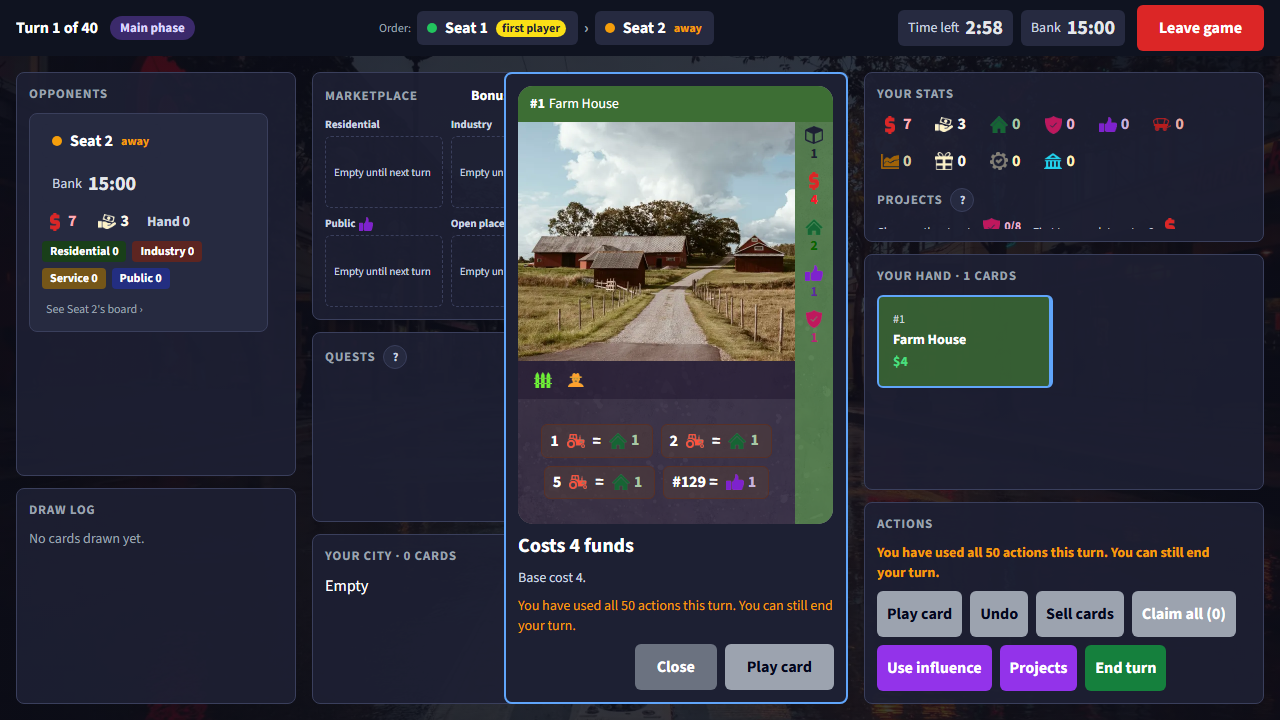 Turn 1 of 40
Main phase
Order:
Seat 1
first player
›
Seat 2
away
Time left 2:58
Bank 15:00
Leave game
OPPONENTS
Seat 2
away
Bank 15:00
7
3
Hand 0
Residential 0
Industry 0
Service 0
Public 0
See Seat 2's board ›
DRAW LOG
No cards drawn yet.
MARKETPLACE
Bonu
Residential
Industry
Empty until next turn
Empty un
Public
Open place
Empty until next turn
Empty un
QUESTS
?
YOUR CITY · 0 CARDS
Empty
#1 Farm House
1
4
2
1
1
1 = 1
2 = 1
5 = 1
#129 = 1
Costs 4 funds
Base cost 4.
You have used all 50 actions this turn. You can still end
your turn.
Close
Play card
YOUR STATS
7
3
0
0
0
0
0
0
0
0
PROJECTS
?
0/8
YOUR HAND · 1 CARDS
#1
Farm House
$4
ACTIONS
You have used all 50 actions this turn. You can still end
your turn.
Play card
Undo
Sell cards
Claim all (0)
Use influence
Projects
End turn